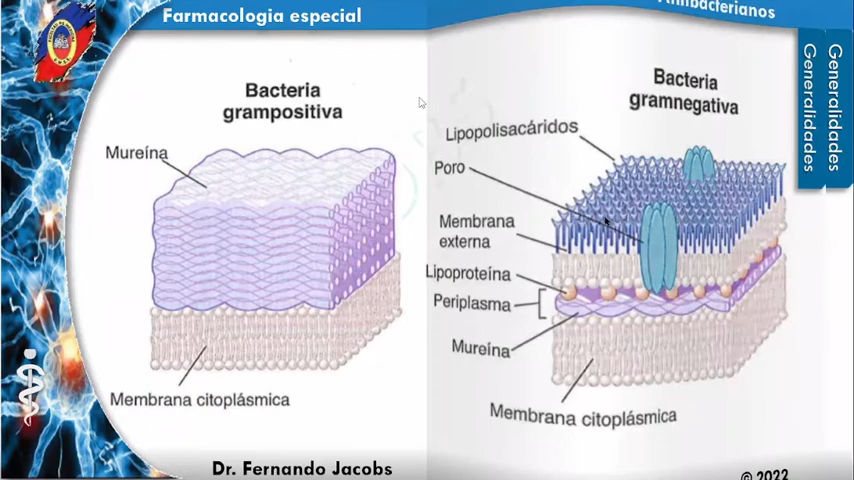 Farmacologia especial
Antibacterianos
Generalidades
Generalidades
Bacteria
grampositiva
Mureína
Membrana citoplásmica
Bacteria
gramnegativa
Lipopolisacáridos
Poro
Membrana
externa
Lipoproteína
Periplasma
Mureína
Membrana citoplásmica
Dr. Fernando Jacobs
© 2022